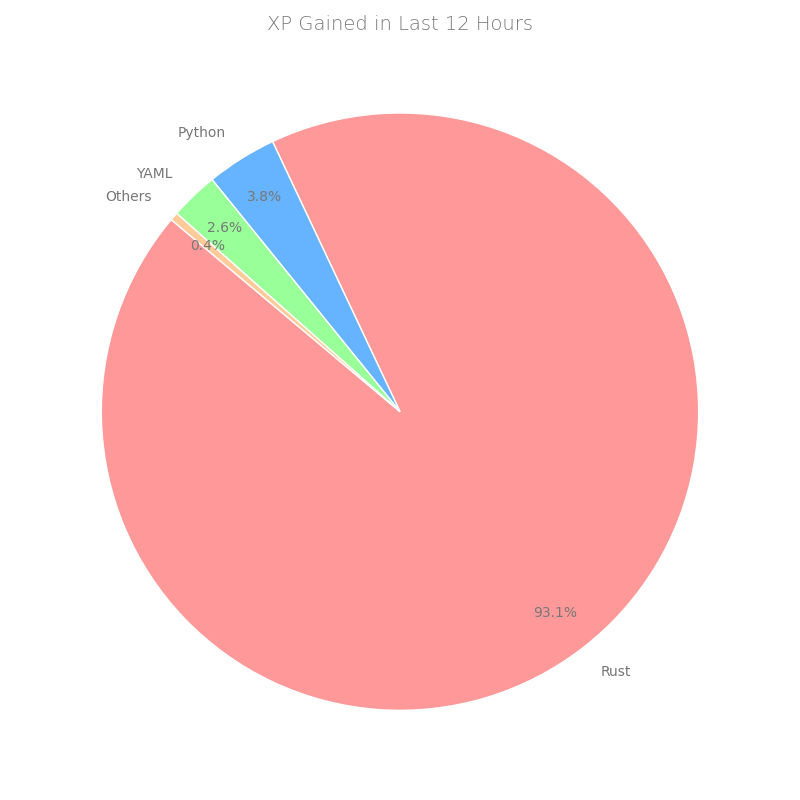 XP Gained in Last 12 Hours
Python
YAML
Others
3.8%
2.6%
0.4%
93.1%
Rust